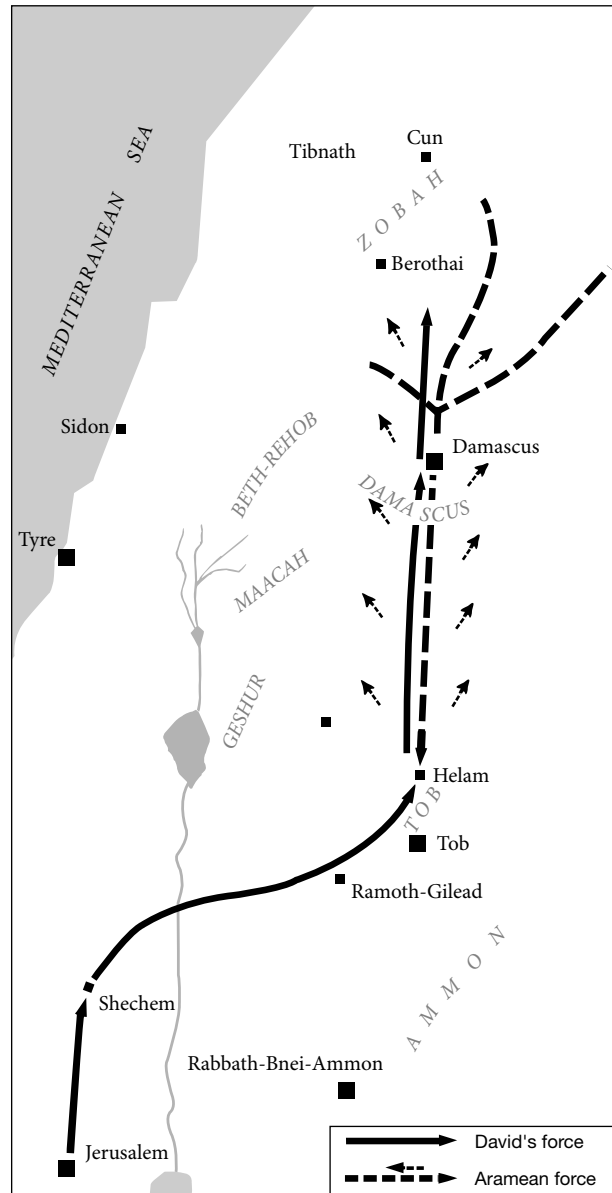 MEDITERRANEAN SEA
Tibnath
Cun
ZOBAH
Berothai
Sidon
BETH-REHOB
Damascus
DAMASCUS
Tyre
MAACAH
GESHUR
Helam
TOB
Tob
Ramoth-Gilead
AMMON
Shechem
Rabbath-Bnei-Ammon
Jerusalem
David's force
Aramean force